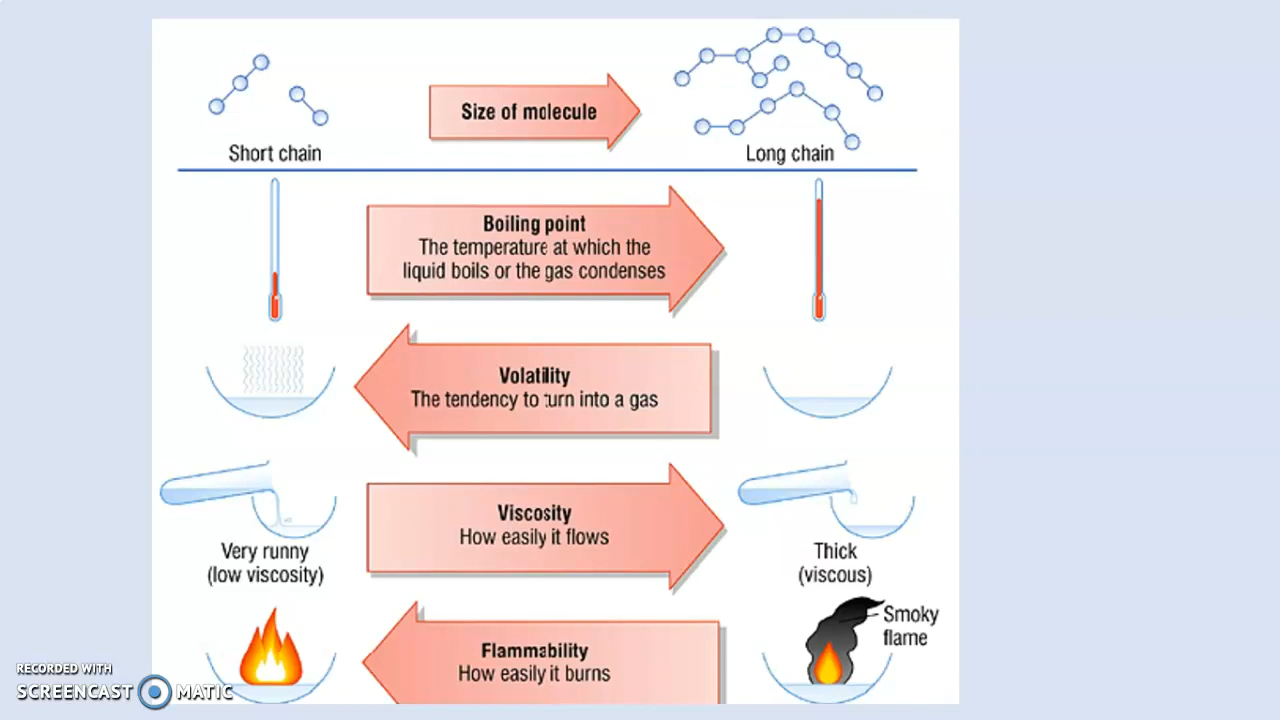 Size of molecule
Short chain
Long chain
Boiling point
The temperature at which the
liquid boils or the gas condenses
Volatility
The tendency to turn into a gas
Viscosity
How easily it flows
Very runny
(low viscosity)
Thick
(viscous)
Smoky
flame
Flammability
How easily it burns
RECORDED WITH
SCREENCAST MATIC